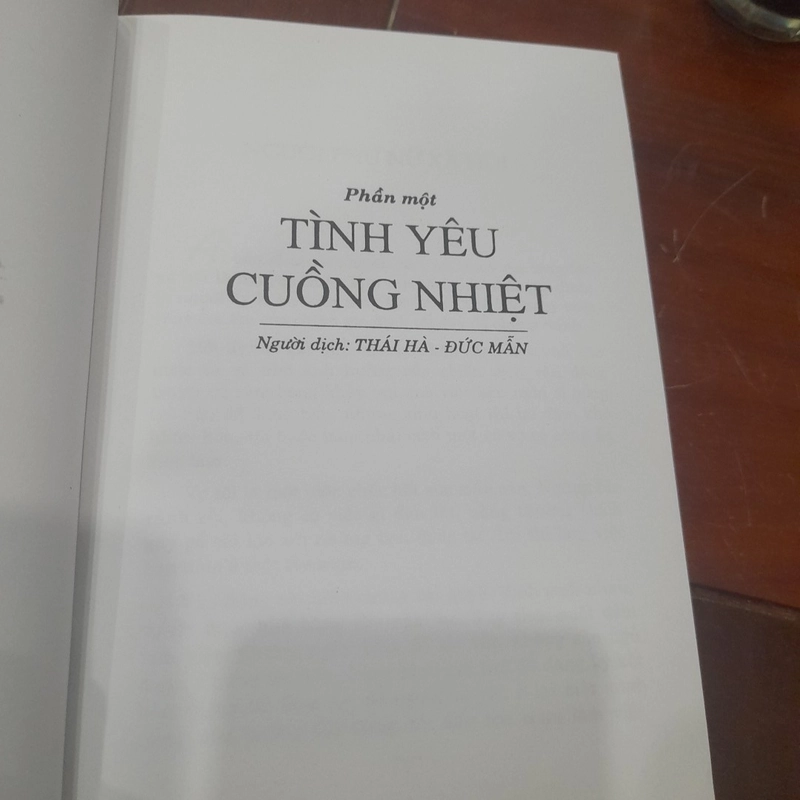 Phần một
TÌNH YÊU
CUỒNG NHIỆT
Người dịch: THÁI HÀ - ĐỨC MẪN